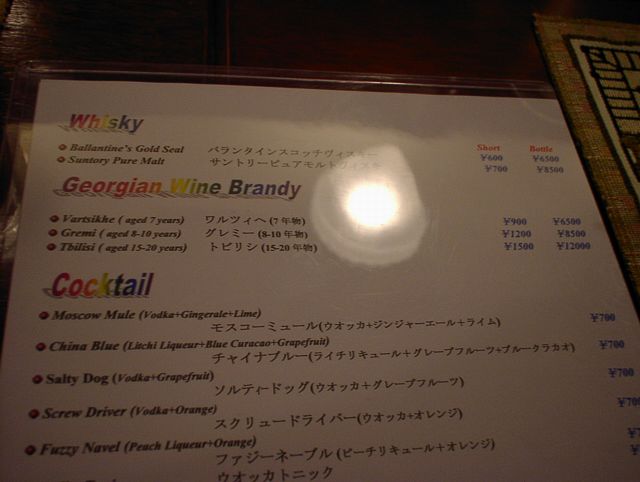 Whisky
Short Bottle
Ballantine's Gold Seal バランタインスコッチウィスキー ¥600 ¥6500
Suntory Pure Malt サントリーピュアモルトウィスキ ¥700 ¥8500
Georgian Wine Brandy
Vartsikhe ( aged 7 years) ワルツィヘ (7 年物) ¥900 ¥6500
Gremi ( aged 8-10 years) グレミー (8-10 年物) ¥1200 ¥8500
Tbilisi ( aged 15-20 years) トビリシ (15-20 年物) ¥1500 ¥12000
Cocktail
Moscow Mule (Vodka+Gingerale+Lime) ¥700
モスコーミュール(ウオッカ+ジンジャーエール+ライム)
China Blue (Litchi Liqueur+Blue Curacao+Grapefruit) ¥700
チャイナブルー(ライチリキュール+グレープフルーツ+ブルークラカオ)
Salty Dog (Vodka+Grapefruit) ¥700
ソルティードッグ(ウオッカ+グレープフルーツ)
Screw Driver (Vodka+Orange) ¥70
スクリュードライバー(ウオッカ+オレンジ)
Fuzzy Navel (Peach Liqueur+Orange) ¥7
ファジーネーブル (ピーチリキュール+オレンジ)
ウオッカトニック